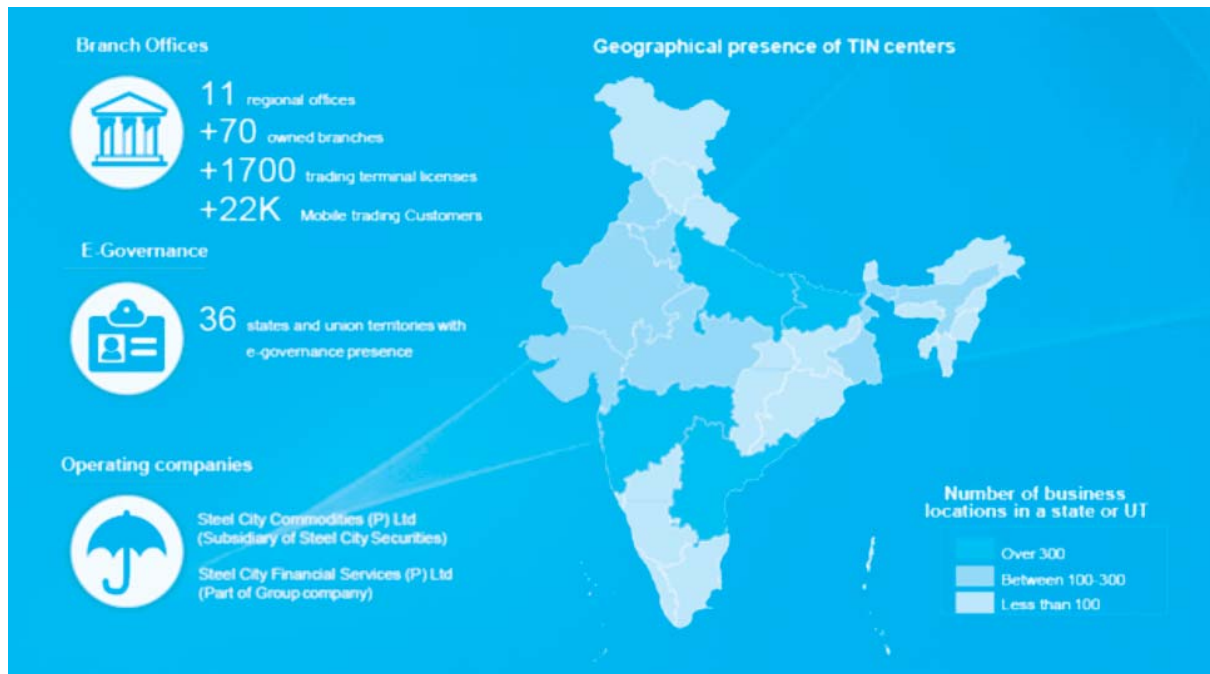 Branch Offices
11 regional offices
+70 owned branches
+1700 trading terminal licenses
+22K Mobile trading Customers
E-Governance
36 states and union territories with
e-governance presence
Operating companies
Steel City Commodities (P) Ltd
(Subsidiary of Steel City Securities)
Steel City Financial Services (P) Ltd
(Part of Group company)
Geographical presence of TIN centers
Number of business
locations in a state or UT
Over 300
Between 100-300
Less than 100